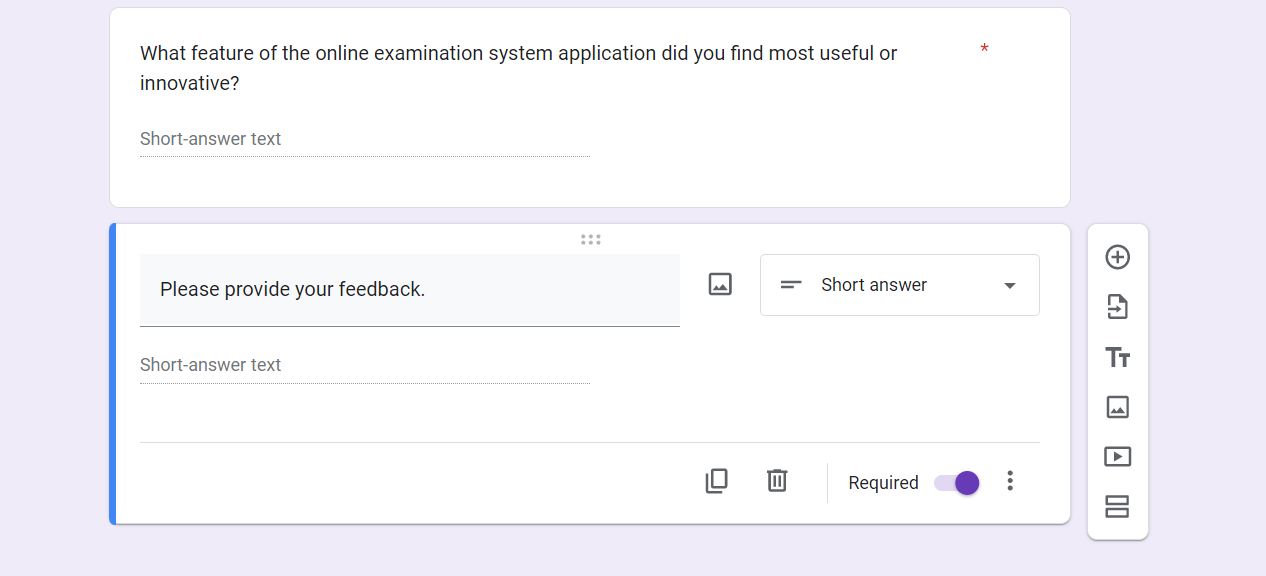 What feature of the online examination system application did you find most useful or *
innovative?
Short-answer text
Please provide your feedback.
Short answer
Short-answer text
Required